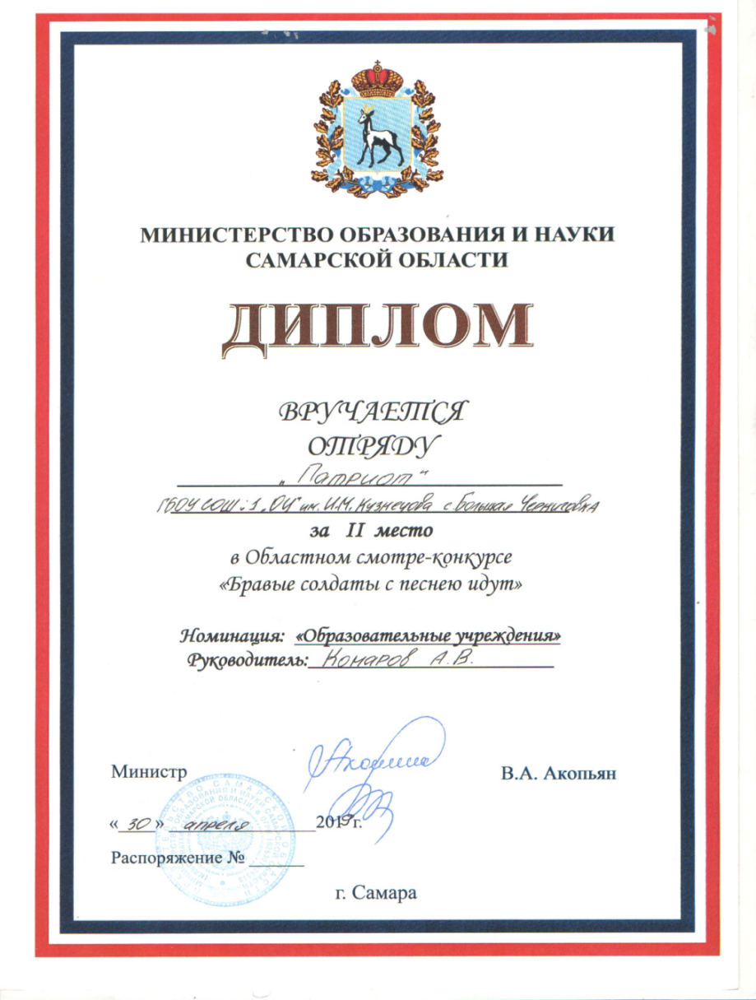 МИНИСТЕРСТВО ОБРАЗОВАНИЯ И НАУКИ
САМАРСКОЙ ОБЛАСТИ
ДИПЛОМ
ВРУЧАЕТСЯ
ОТРЯДУ
„Патриот“
ГБОУ СОШ №1 „ОЦ“ им. И.М. Кузнецова с. Большая Черниговка
за II место
в Областном смотре-конкурсе
«Бравые солдаты с песнею идут»
Номинация: «Образовательные учреждения»
Руководитель: Комаров А.В.
Министр В.А. Акопьян
«30» апреля 2019г.
Распоряжение №
г. Самара